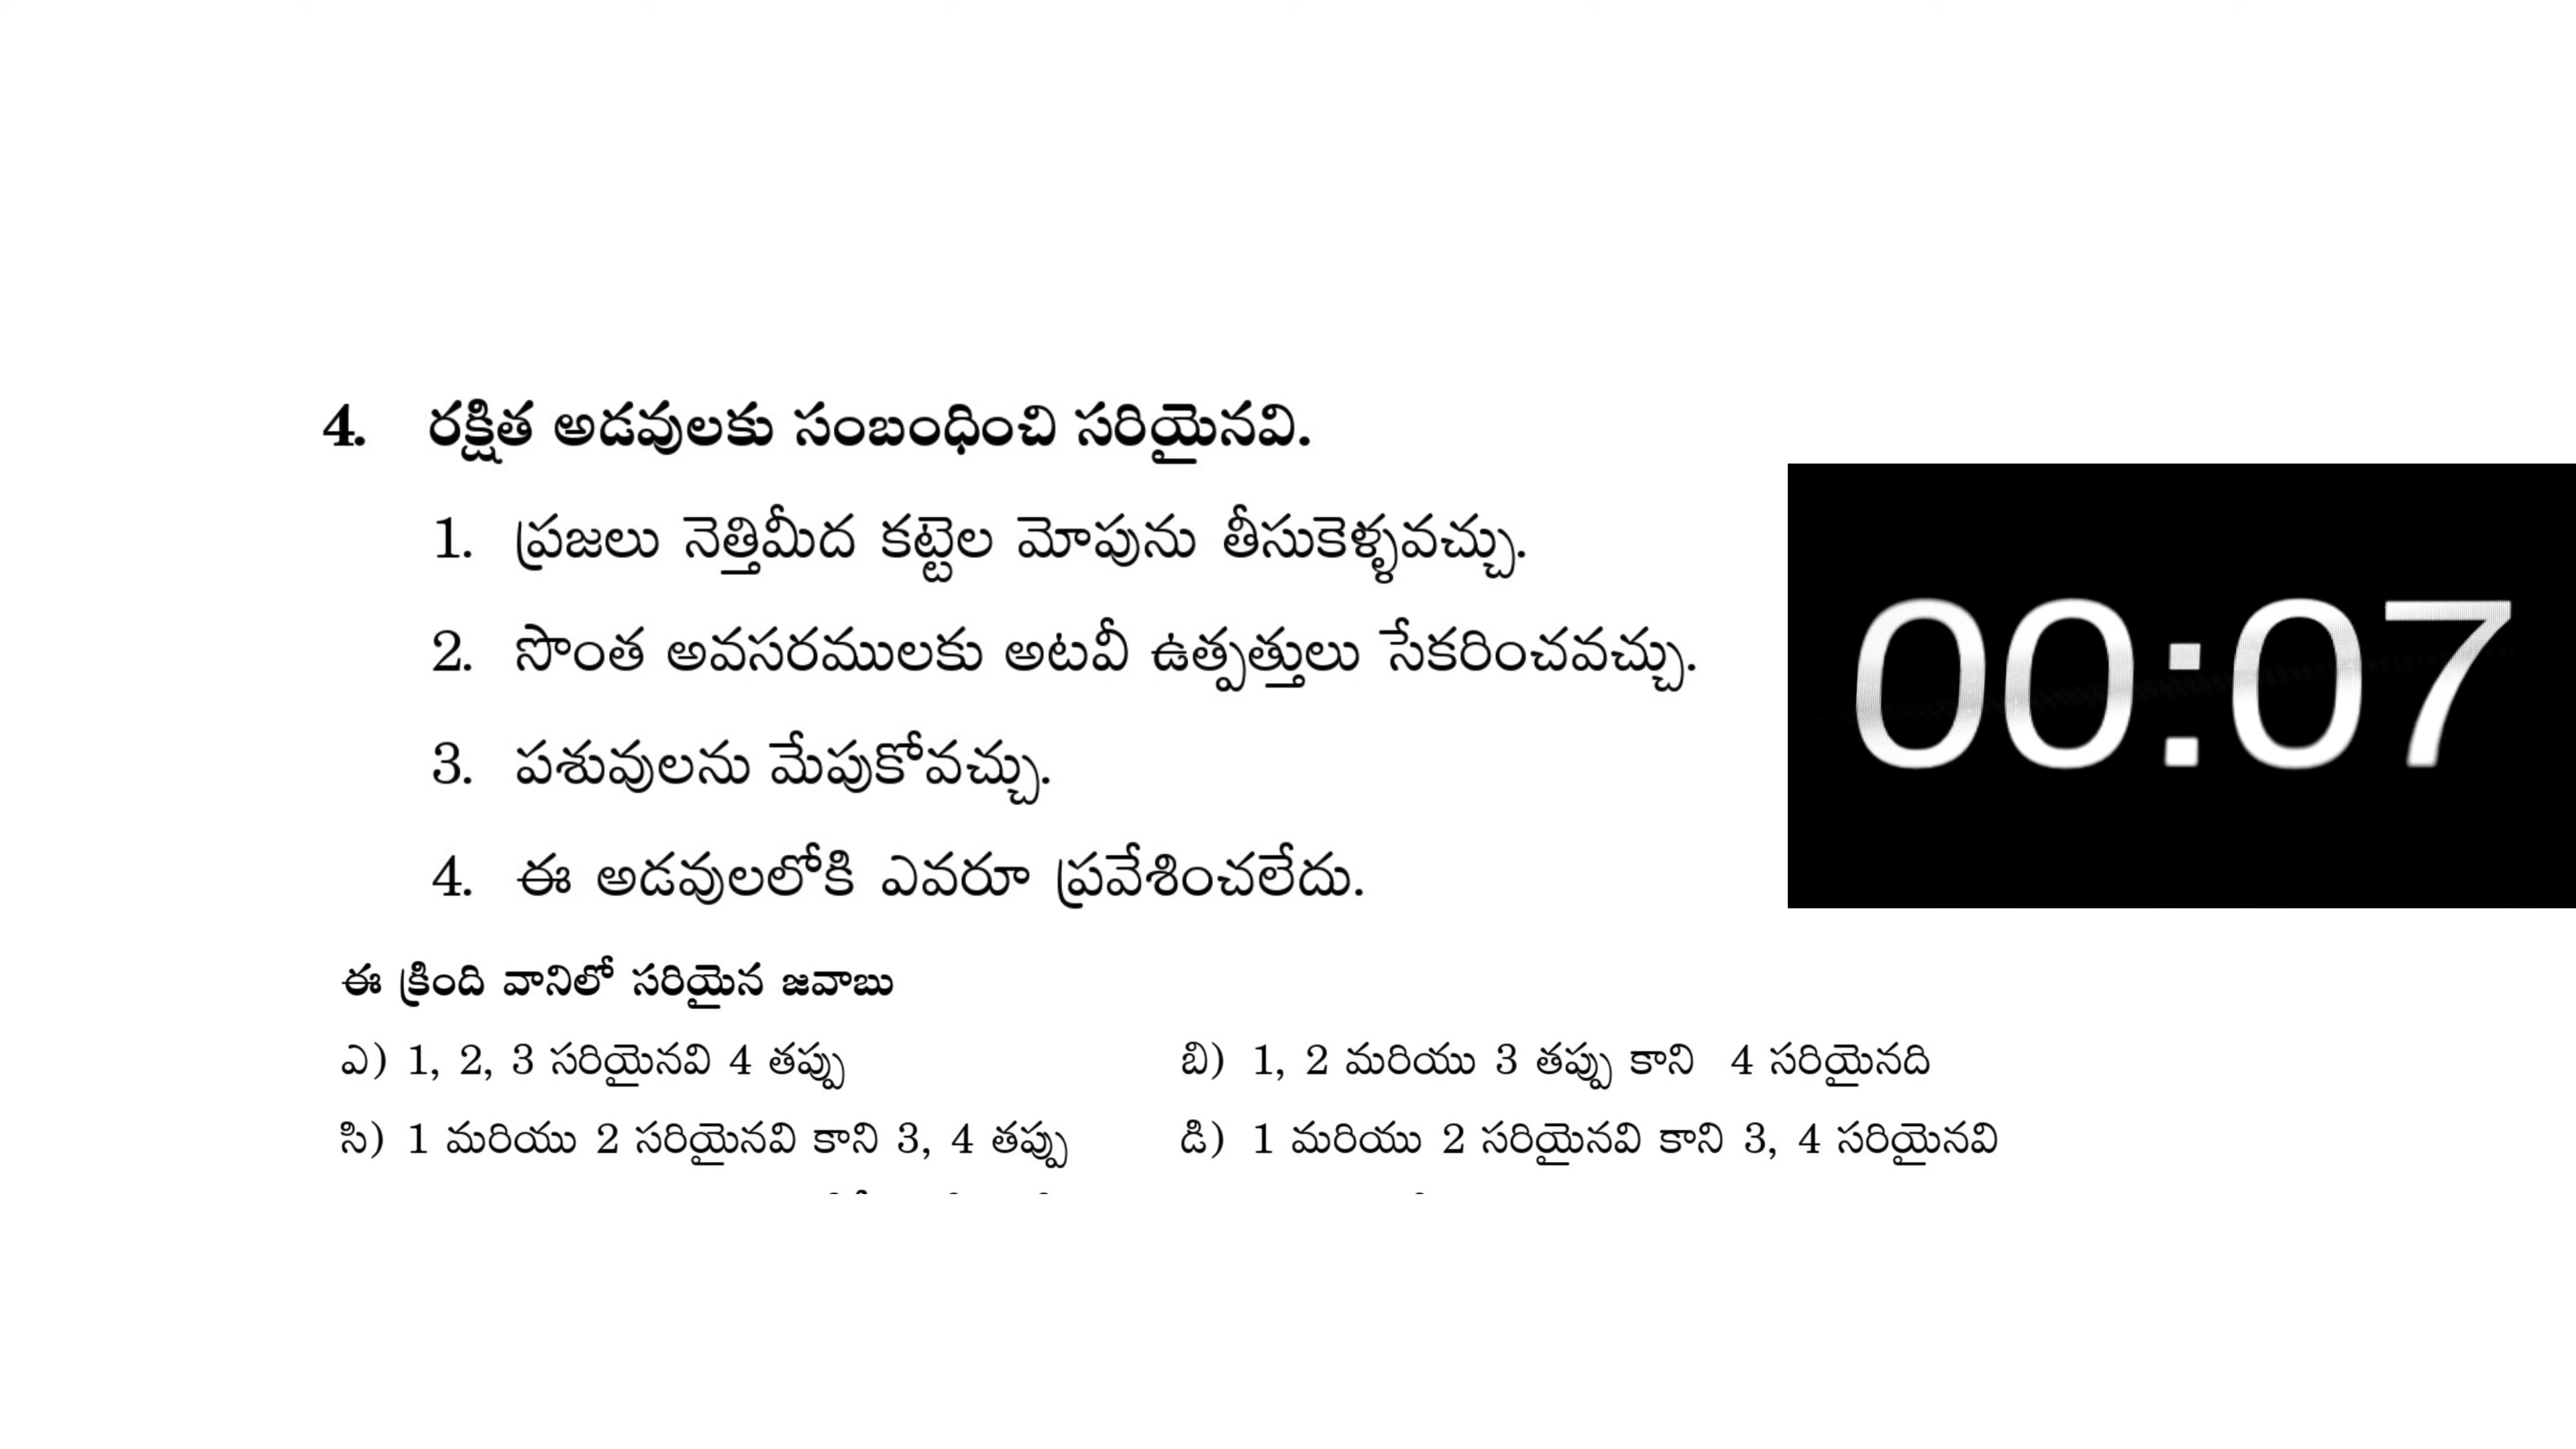 4. రక్షిత అడవులకు సంబంధించి సరియైనవి.
1. ప్రజలు నెత్తిమీద కట్టెల మోపును తీసుకెళ్ళవచ్చు.
2. సొంత అవసరములకు అటవీ ఉత్పత్తులు సేకరించవచ్చు.
3. పశువులను మేపుకోవచ్చు.
4. ఈ అడవులలోకి ఎవరూ ప్రవేశించలేదు.
00:07
ఈ క్రింది వానిలో సరియైన జవాబు
ఎ) 1, 2, 3 సరియైనవి 4 తప్పు
బి) 1, 2 మరియు 3 తప్పు కాని 4 సరియైనది
సి) 1 మరియు 2 సరియైనవి కాని 3, 4 తప్పు
డి) 1 మరియు 2 సరియైనవి కాని 3, 4 సరియైనవి